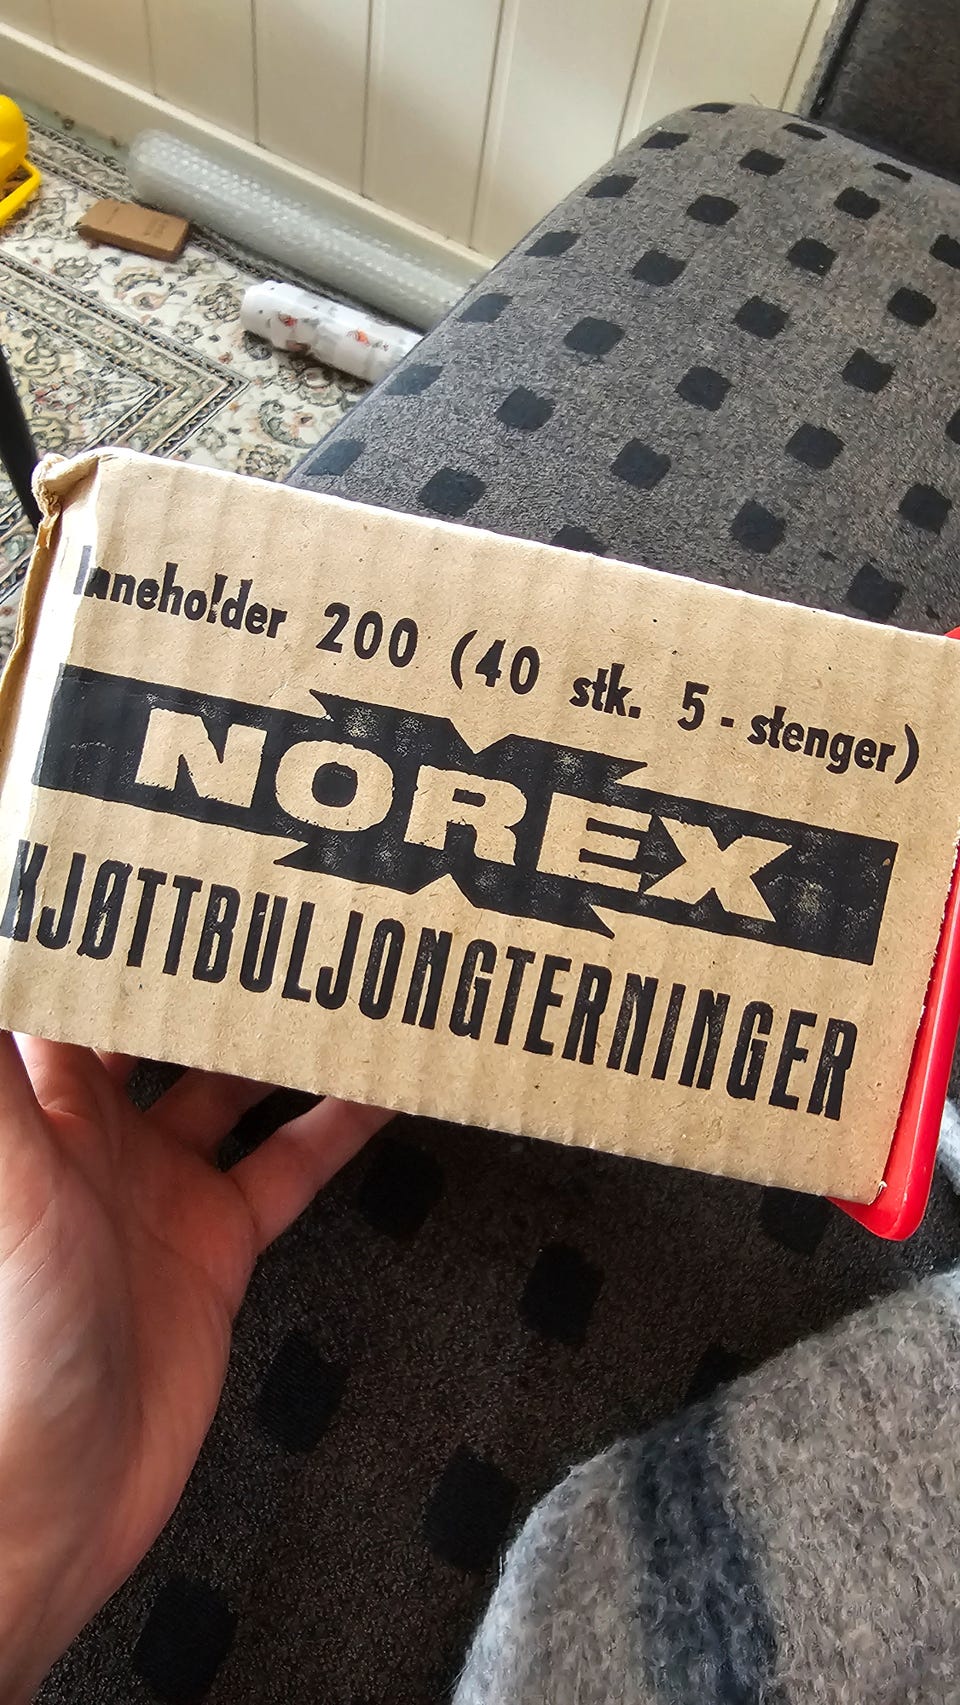 Inneholder 200 (40 stk. 5-stenger)
NOREX
KJØTTBULJONGTERNINGER